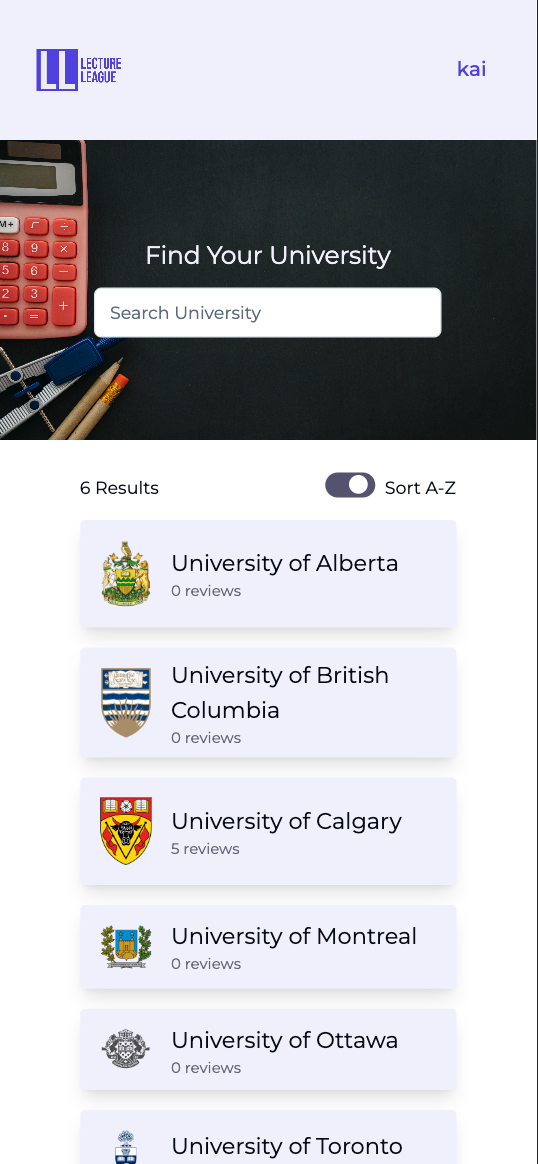 LECTURE
LEAGUE
kai
Find Your University
Search University
M+
√
÷
8
9
×
5
6
−
2
3
+
=
6 Results
Sort A-Z
University of Alberta
0 reviews
University of British
Columbia
0 reviews
University of Calgary
5 reviews
University of Montreal
0 reviews
University of Ottawa
0 reviews
University of Toronto